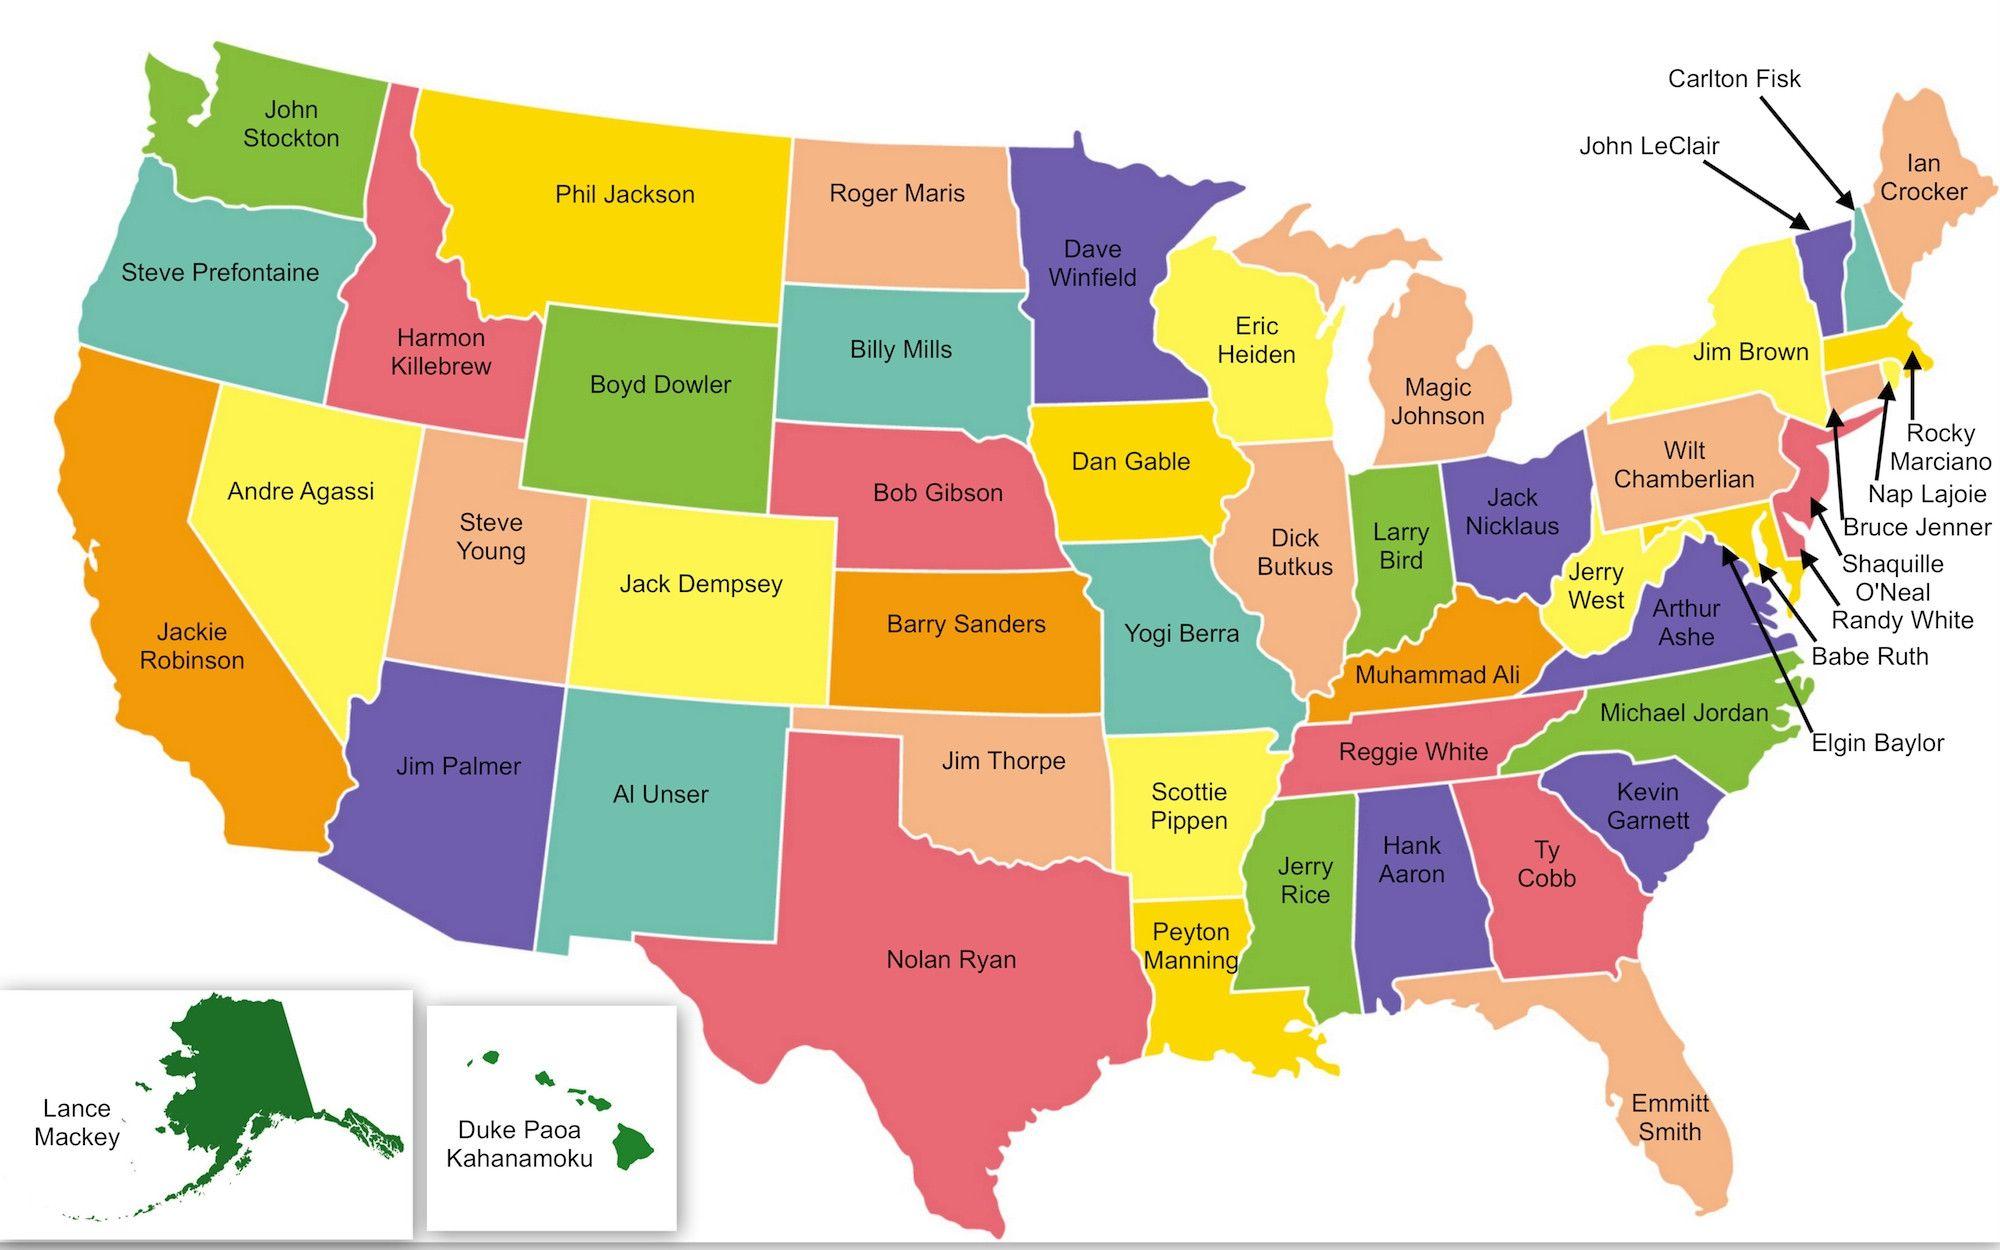 Carlton Fisk
John LeClair
Ian
Crocker
John
Stockton
Phil Jackson
Roger Maris
Dave
Winfield
Steve Prefontaine
Harmon
Killebrew
Billy Mills
Eric
Heiden
Jim Brown
Boyd Dowler
Magic
Johnson
Rocky
Marciano
Nap Lajoie
Bruce Jenner
Shaquille
O'Neal
Randy White
Babe Ruth
Elgin Baylor
Andre Agassi
Steve
Young
Bob Gibson
Dan Gable
Wilt
Chamberlian
Jack
Nicklaus
Larry
Bird
Dick
Butkus
Jack Dempsey
Jerry
West
Arthur
Ashe
Jackie
Robinson
Barry Sanders
Yogi Berra
Muhammad Ali
Michael Jordan
Reggie White
Jim Palmer
Al Unser
Jim Thorpe
Scottie
Pippen
Kevin
Garnett
Hank
Aaron
Ty
Cobb
Jerry
Rice
Peyton
Manning
Nolan Ryan
Emmitt
Smith
Lance
Mackey
Duke Paoa
Kahanamoku